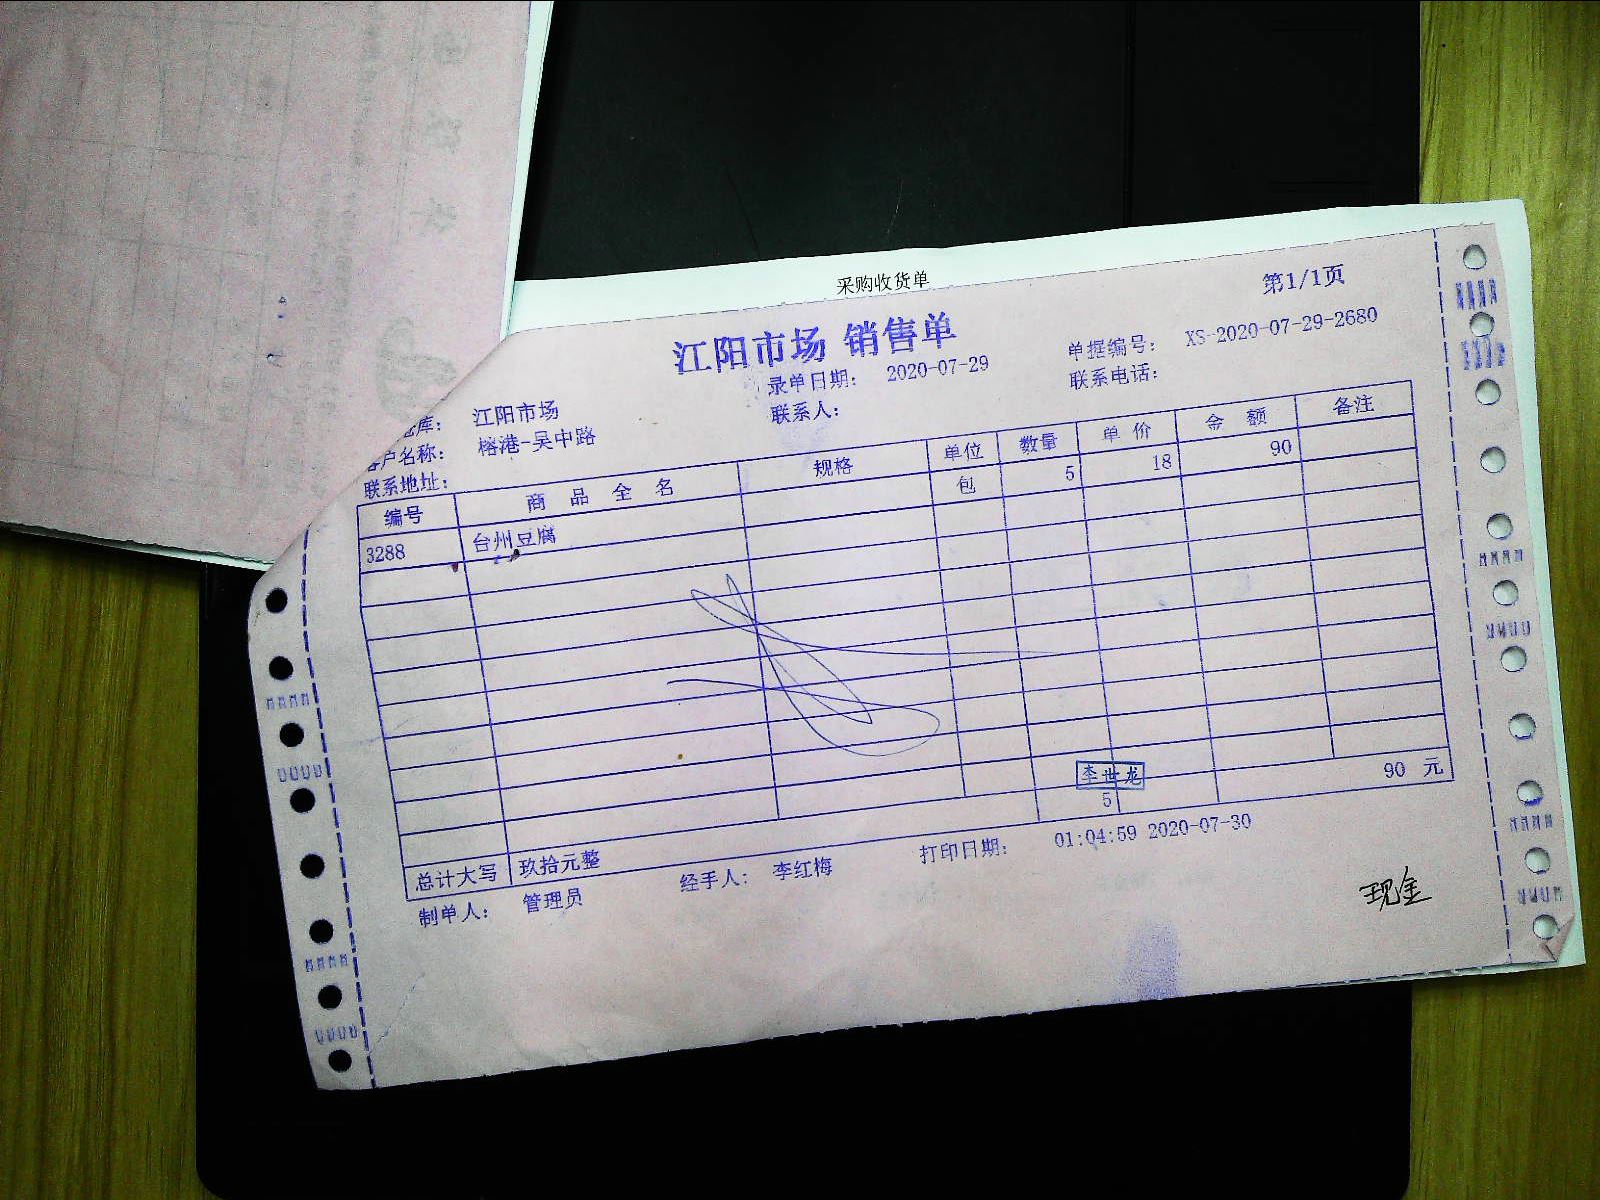 采购收货单
第1/1页
江阳市场 销售单
录单日期： 2020-07-29 单据编号： XS-2020-07-29-2680
库： 江阳市场 联系人： 联系电话：
客户名称： 榕港-吴中路
联系地址：
编号 商品全名 规格 单位 数量 单价 金额 备注
3288 台州豆腐 包 5 18 90
李世龙
总计大写 玖拾元整 5 90 元
制单人： 管理员 经手人： 李红梅 打印日期： 01:04:59 2020-07-30
现金